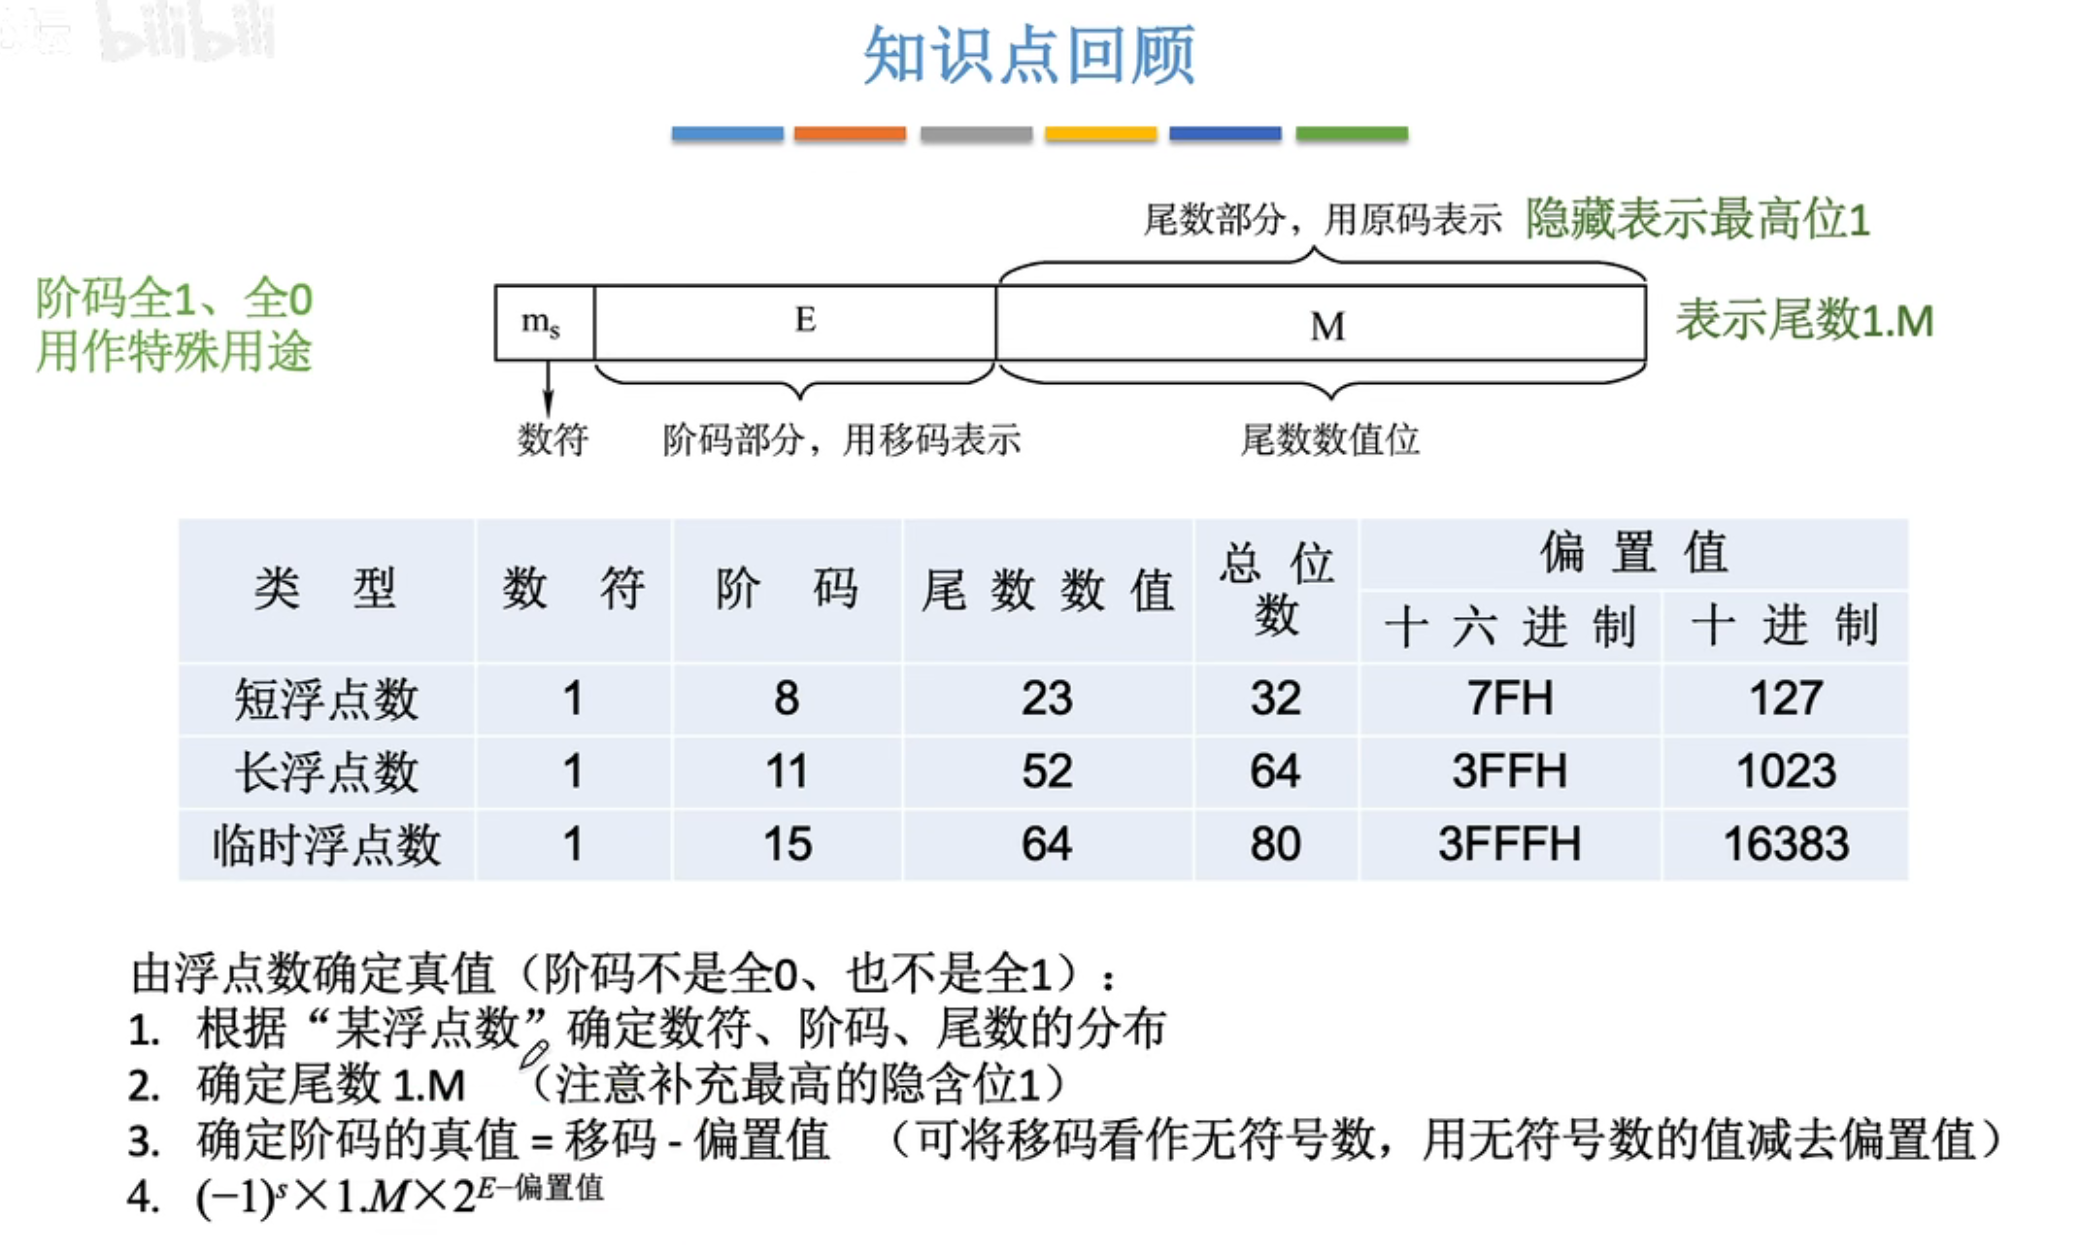 bilibili
知识点回顾
尾数部分，用原码表示 隐藏表示最高位1
阶码全1、全0
用作特殊用途
mₛ E M
表示尾数1.M
数符 阶码部分，用移码表示 尾数数值位
类 型 数 符 阶 码 尾数数值 总位数 偏置值
十六进制 十进制
短浮点数 1 8 23 32 7FH 127
长浮点数 1 11 52 64 3FFH 1023
临时浮点数 1 15 64 80 3FFFH 16383
由浮点数确定真值（阶码不是全0、也不是全1）：
1. 根据“某浮点数”确定数符、阶码、尾数的分布
2. 确定尾数 1.M （注意补充最高的隐含位1）
3. 确定阶码的真值 = 移码 - 偏置值 （可将移码看作无符号数，用无符号数的值减去偏置值）
4. (−1)ˢ×1.M×2^(E−偏置值)